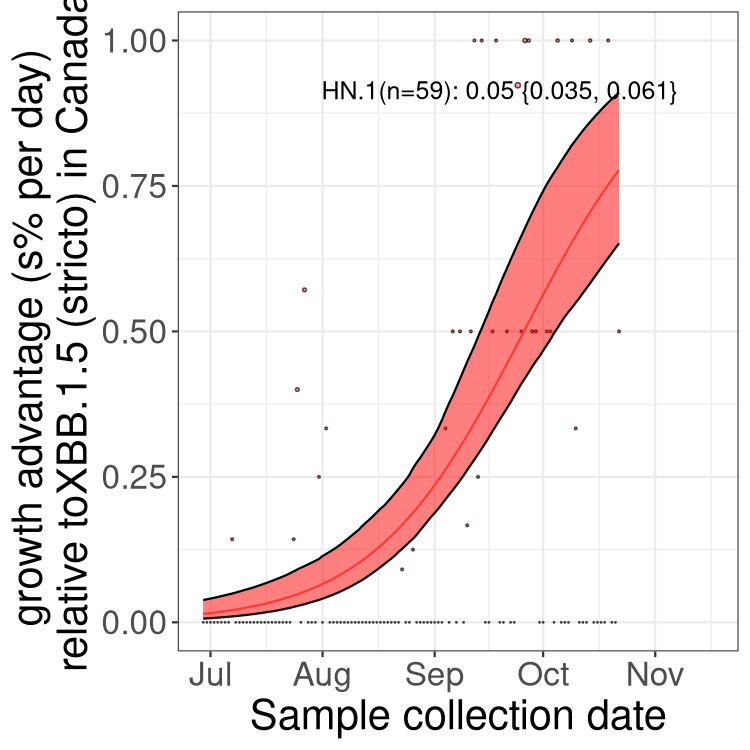 growth advantage (s% per day)
relative toXBB.1.5 (stricto) in Canada
1.00
HN.1(n=59): 0.05 {0.035, 0.061}
0.75
0.50
0.25
0.00
Jul Aug Sep Oct Nov
Sample collection date